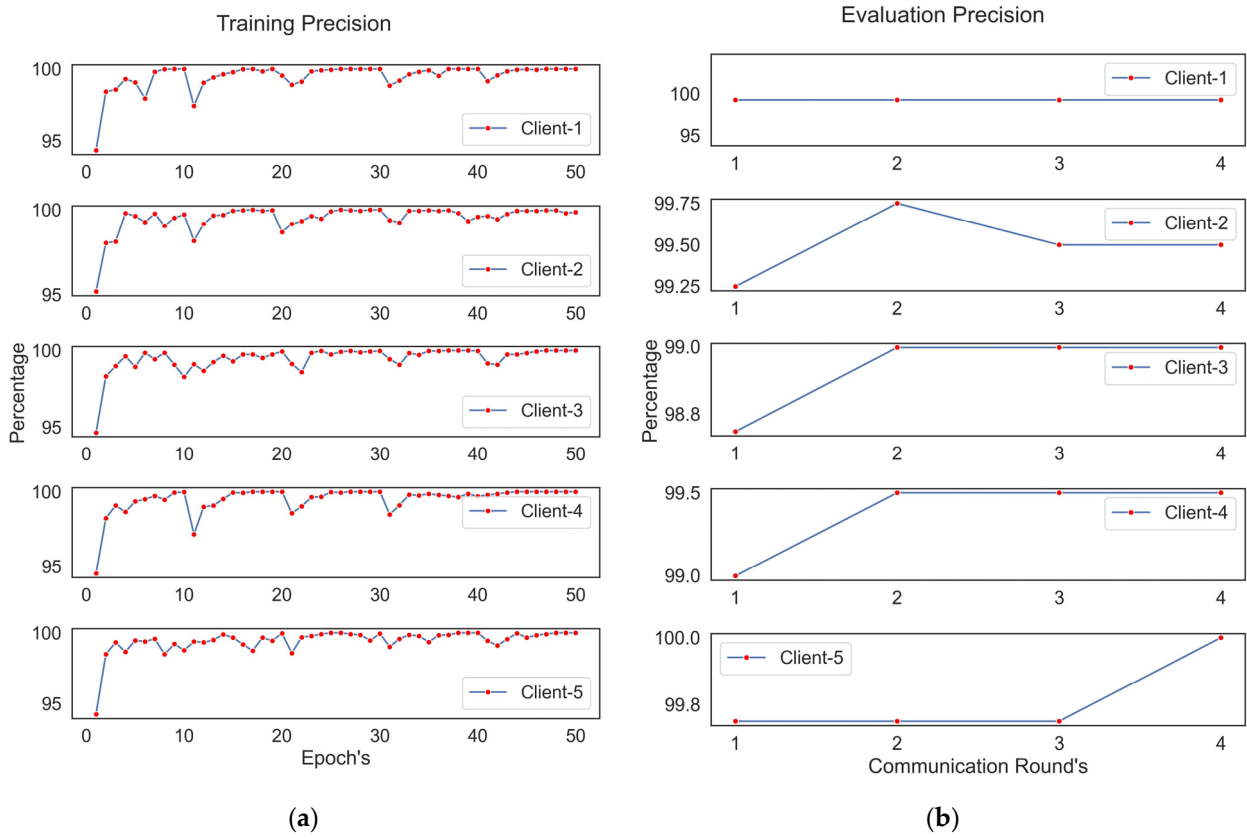 Training Precision
100
95
Client-1
0 10 20 30 40 50
100
95
Client-2
0 10 20 30 40 50
Percentage
100
95
Client-3
0 10 20 30 40 50
100
95
Client-4
0 10 20 30 40 50
100
95
Client-5
0 10 20 30 40 50
Epoch's
(a)
Evaluation Precision
100
95
Client-1
1 2 3 4
99.75
99.50
99.25
Client-2
1 2 3 4
Percentage
99.0
98.8
Client-3
1 2 3 4
99.5
99.0
Client-4
1 2 3 4
100.0
99.8
Client-5
1 2 3 4
Communication Round's
(b)